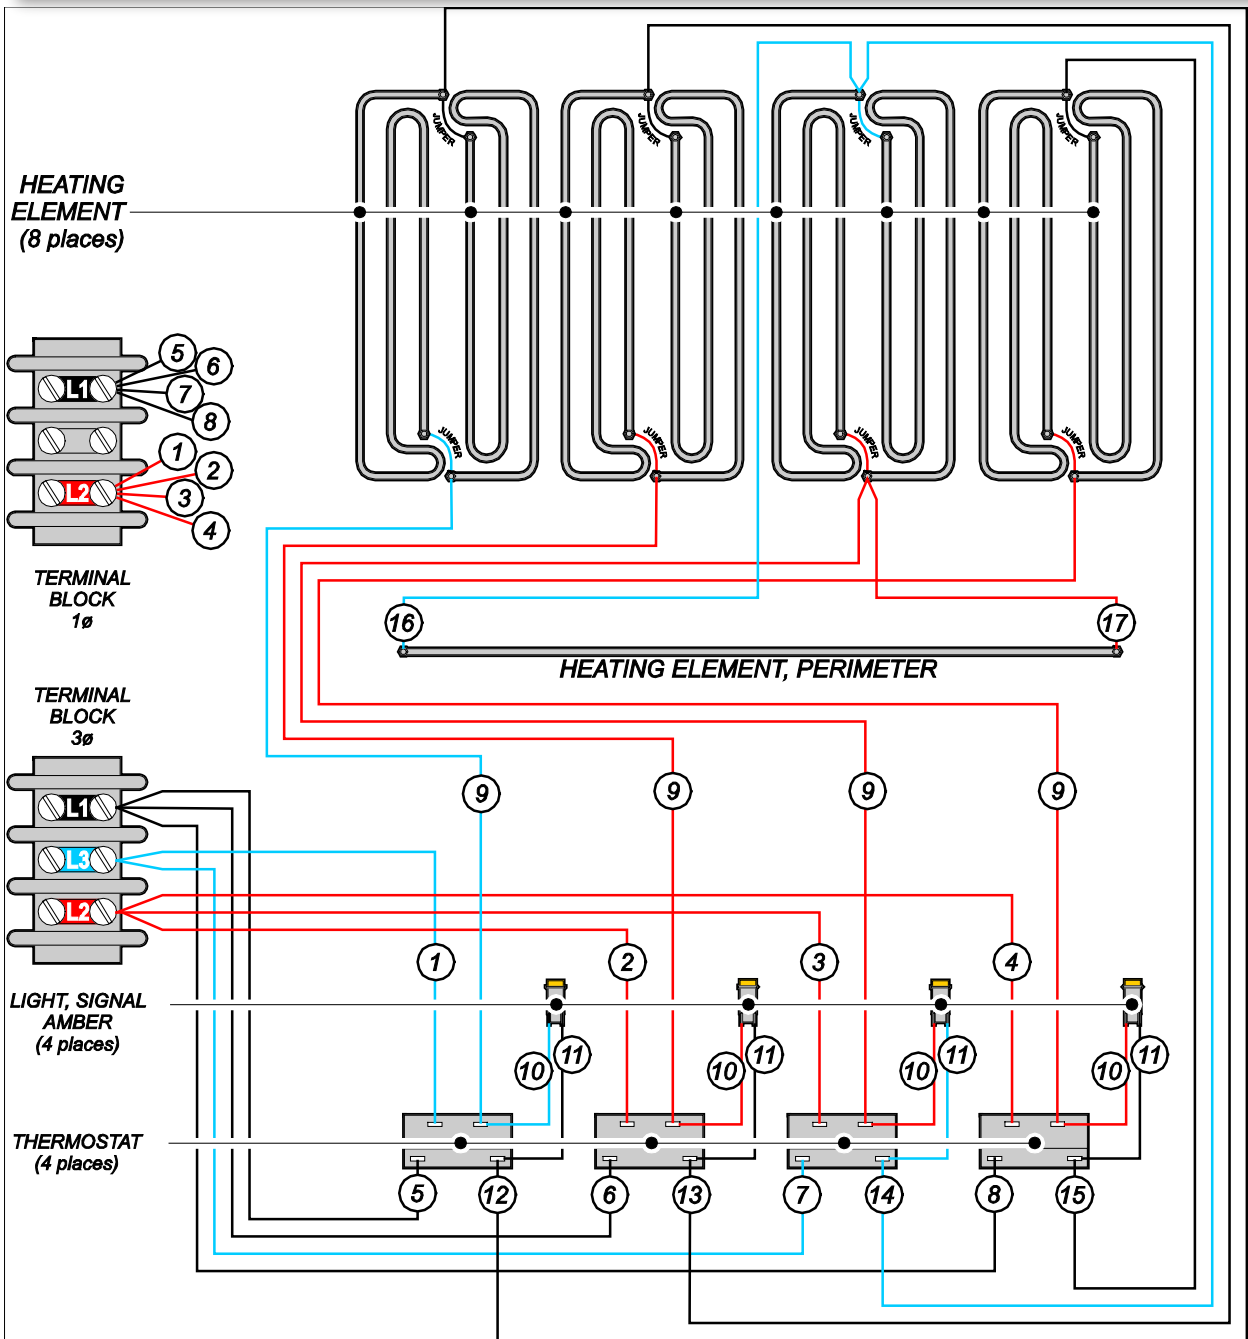 JUMPER
JUMPER
JUMPER
JUMPER
HEATING
ELEMENT
(8 places)
5
6
L1
7
8
JUMPER
JUMPER
JUMPER
JUMPER
1
2
L2
3
4
TERMINAL
BLOCK
1ø
16
17
HEATING ELEMENT, PERIMETER
TERMINAL
BLOCK
3ø
9
9
9
9
L1
L3
L2
1
2
3
4
LIGHT, SIGNAL
AMBER
(4 places)
10
11
10
11
10
11
10
11
THERMOSTAT
(4 places)
5
12
6
13
7
14
8
15